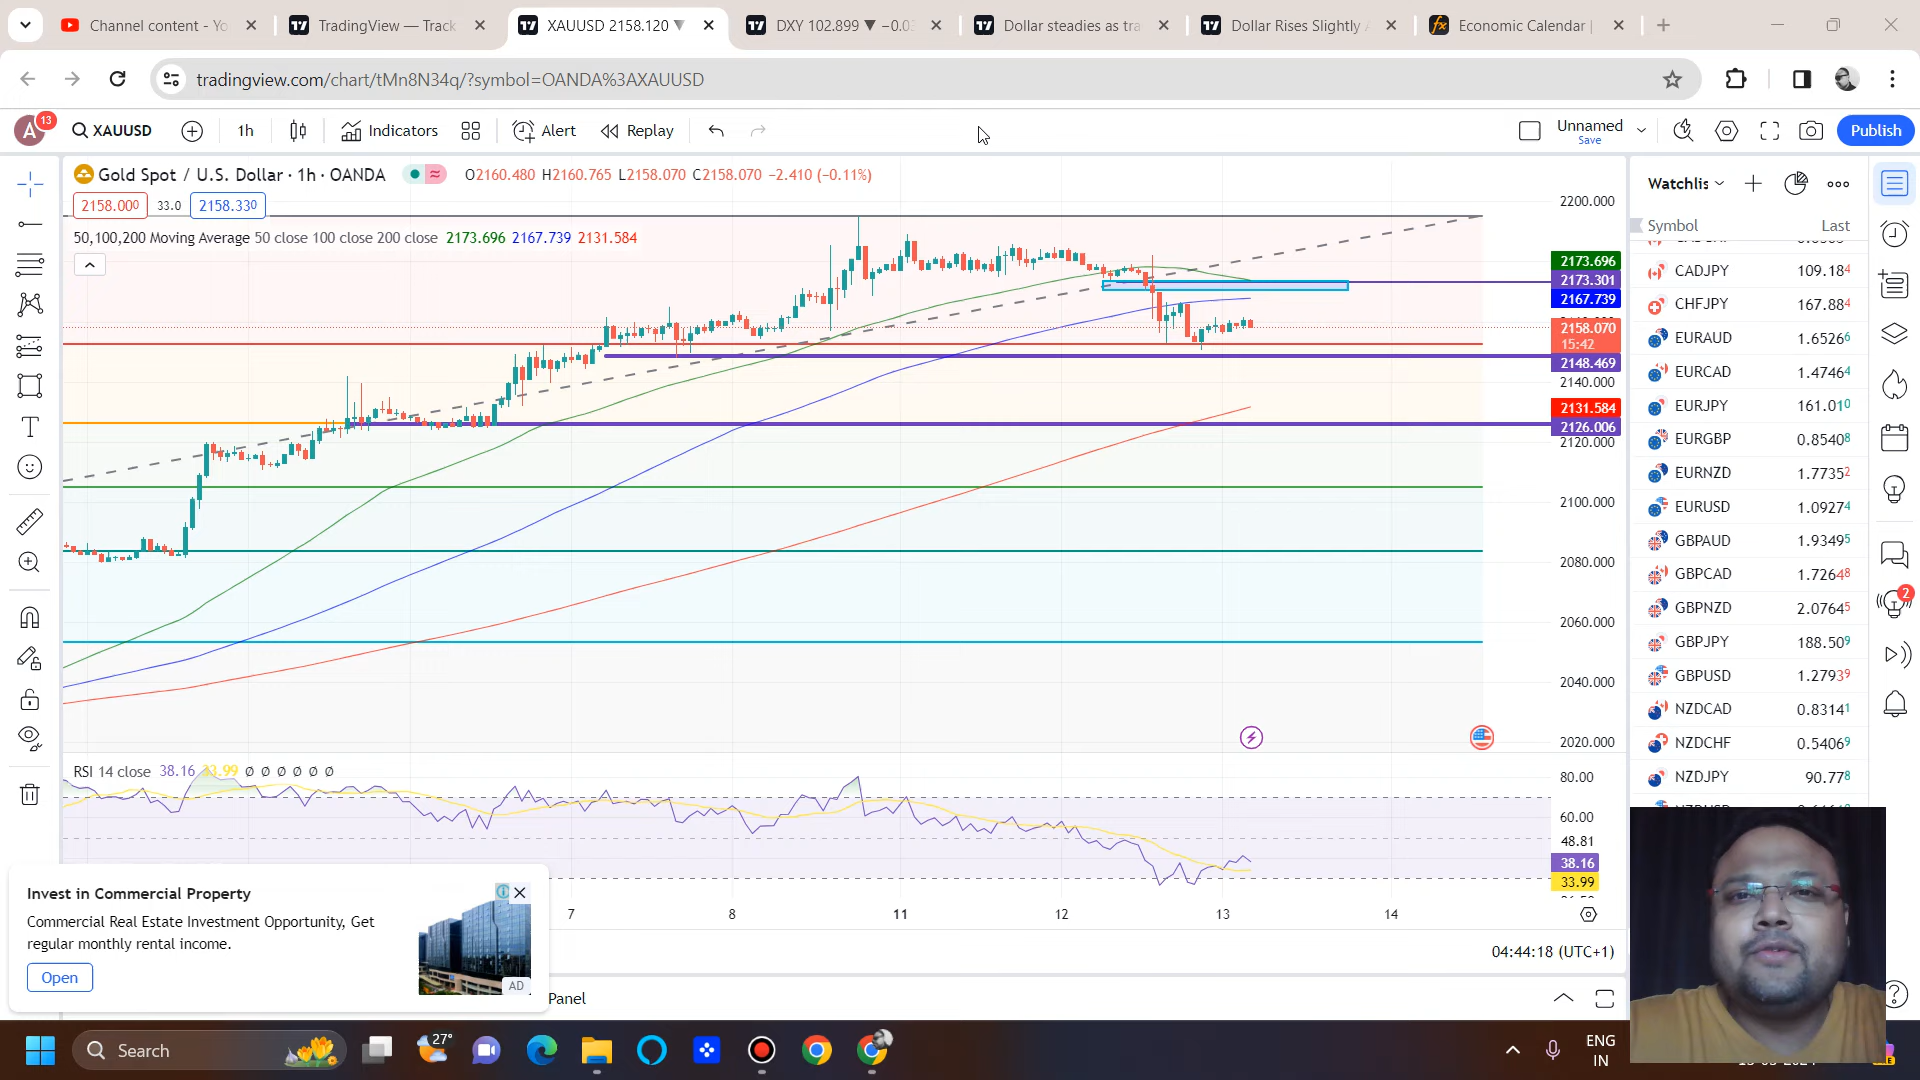 Channel content - Yo
TradingView — Track
XAUUSD 2158.120 ▼
DXY 102.899 ▼ −0.03
Dollar steadies as tra
Dollar Rises Slightly A
Economic Calendar |
tradingview.com/chart/tMn8N34q/?symbol=OANDA%3AXAUUSD
A
13
XAUUSD
1h
Indicators
Alert
Replay
Unnamed
Save
Publish
Gold Spot / U.S. Dollar · 1h · OANDA
O2160.480 H2160.765 L2158.070 C2158.070 −2.410 (−0.11%)
2158.000
33.0
2158.330
50,100,200 Moving Average 50 close 100 close 200 close 2173.696 2167.739 2131.584
2200.000
2173.696
2173.301
2167.739
2158.070
15:42
2148.469
2140.000
2131.584
2126.006
2120.000
2100.000
2080.000
2060.000
2040.000
2020.000
Watchlis
Symbol
Last
CADJPY 109.184
CHFJPY 167.884
EURAUD 1.65266
EURCAD 1.47464
EURJPY 161.010
EURGBP 0.85408
EURNZD 1.77352
EURUSD 1.09274
GBPAUD 1.93495
GBPCAD 1.72648
GBPNZD 2.07645
GBPJPY 188.509
GBPUSD 1.27939
NZDCAD 0.83141
NZDCHF 0.54069
NZDJPY 90.778
2
RSI 14 close 38.16 33.99 Ø Ø Ø Ø Ø Ø
80.00
60.00
48.81
38.16
33.99
7
8
11
12
13
14
04:44:18 (UTC+1)
Invest in Commercial Property
Commercial Real Estate Investment Opportunity, Get
regular monthly rental income.
Open
AD
Panel
Search
27°
ENG
IN